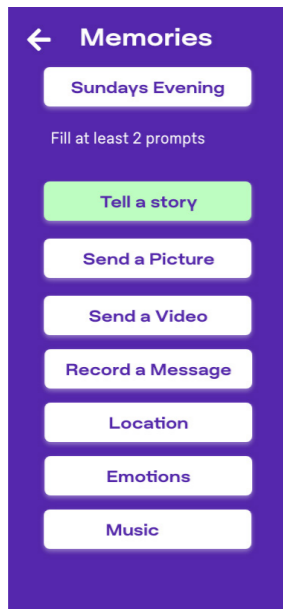 Memories
Sundays Evening
Fill at least 2 prompts
Tell a story
Send a Picture
Send a Video
Record a Message
Location
Emotions
Music